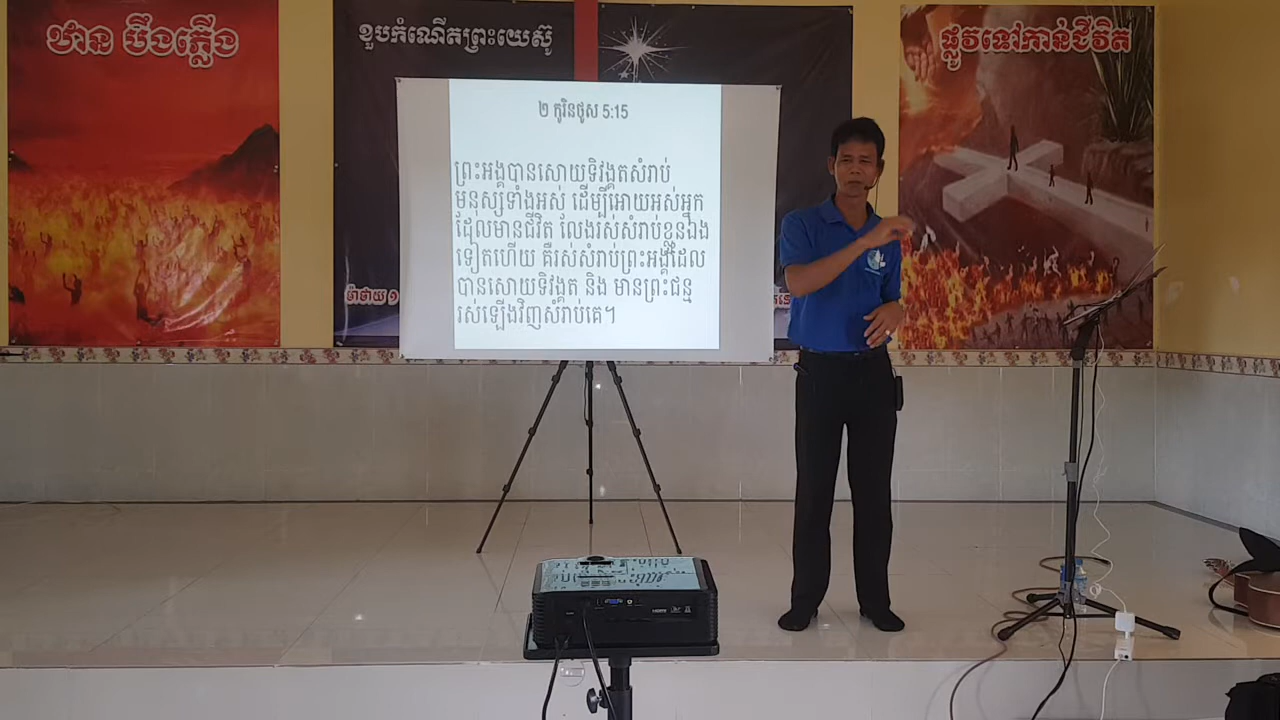 ឋាន បឹងភ្លើង
ខួបកំណើតព្រះយេស៊ូ
ផ្លូវទៅកាន់ជីវិត
២ កូរិនថូស 5:15
ព្រះអង្គបានសោយទិវង្គតសំរាប់
មនុស្សទាំងអស់ ដើម្បីអោយអស់អ្នក
ដែលមានជីវិត លែងរស់សំរាប់ខ្លួនឯង
ទៀតហើយ គឺរស់សំរាប់ព្រះអង្គដែល
បានសោយទិវង្គត និង មានព្រះជន្ម
រស់ឡើងវិញសំរាប់គេ។
ម៉ាថាយ ១
HDMI